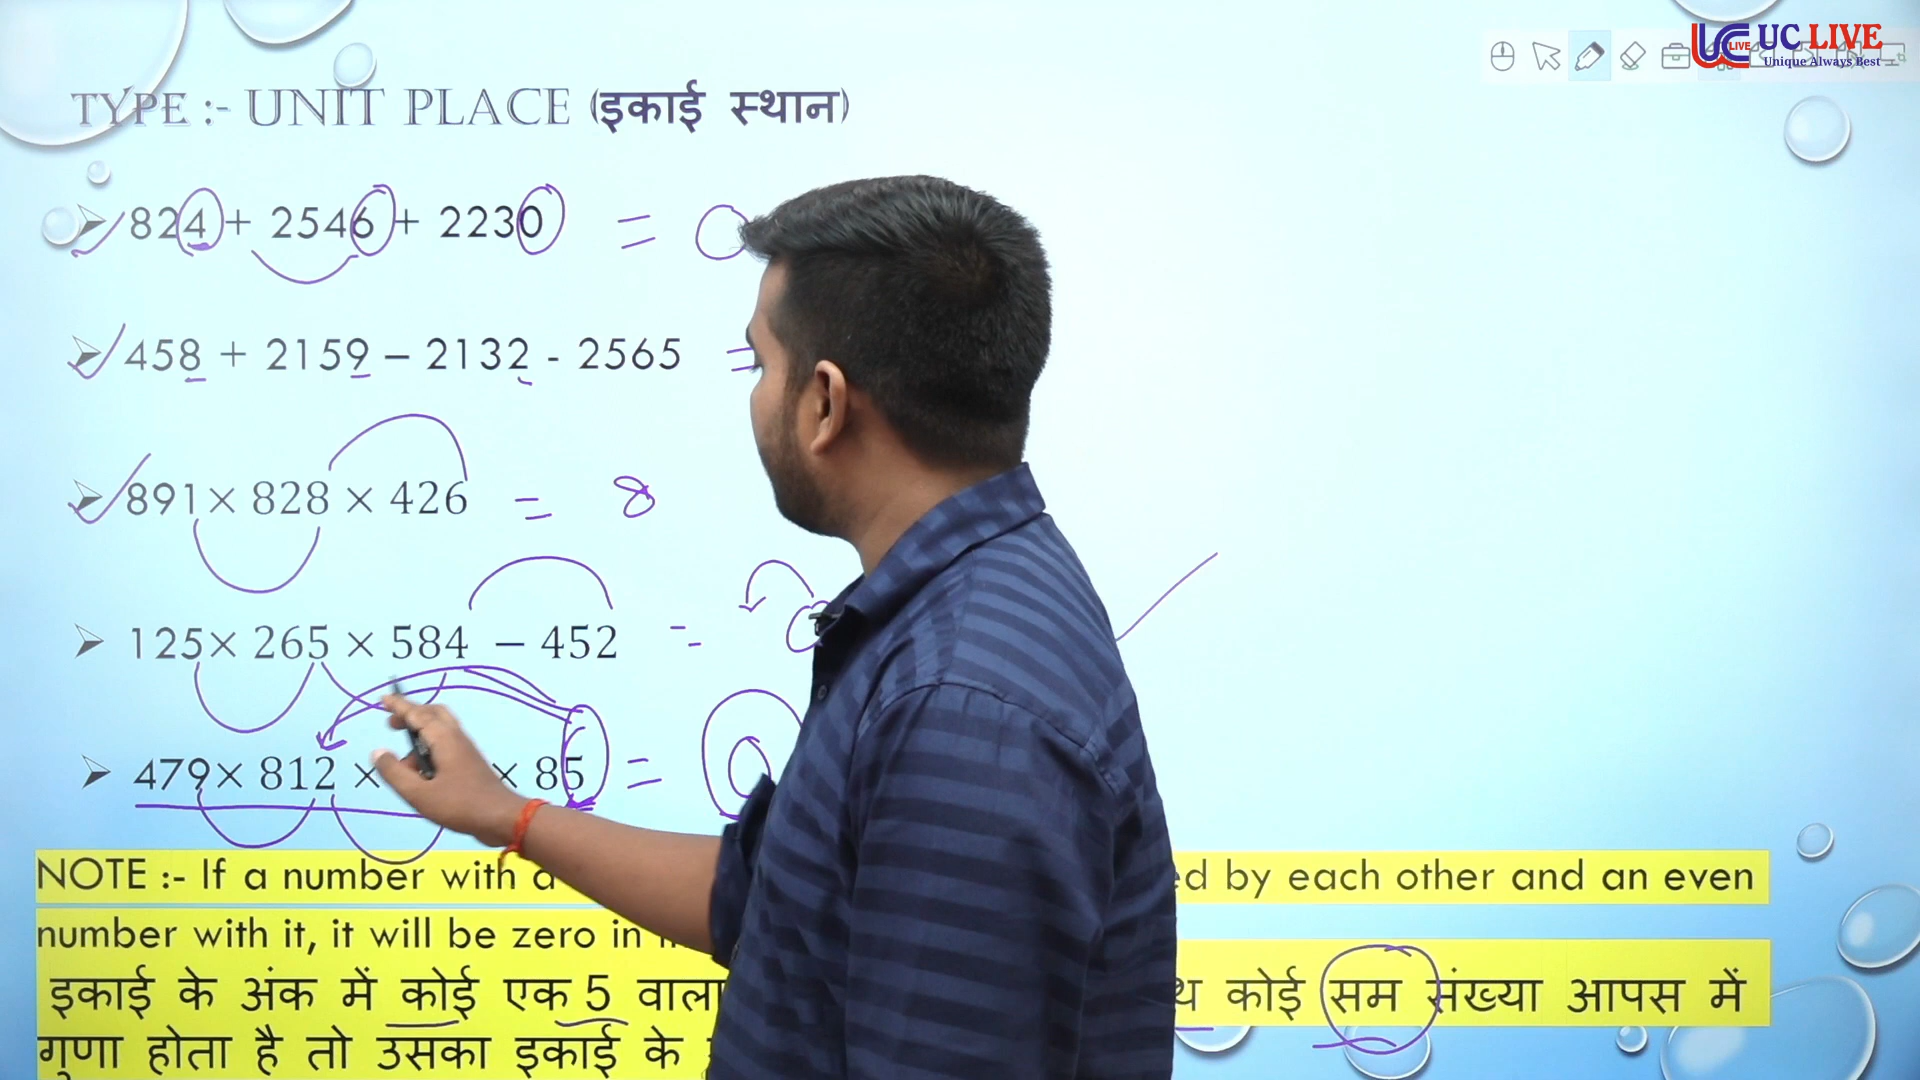 UC LIVE
Unique Always Best
LIVE
TYPE :- UNIT PLACE (इकाई स्थान)
824 + 2546 + 2230 = 0
458 + 2159 – 2132 - 2565 =
891× 828 × 426 = 8
125× 265 × 584 – 452 =
479× 812 × × 85 = 0
NOTE :- If a number with a by each other and an even
number with it, it will be zero in
इकाई के अंक में कोई एक 5 वाला कोई सम संख्या आपस में
गुणा होता है तो उसका इकाई के